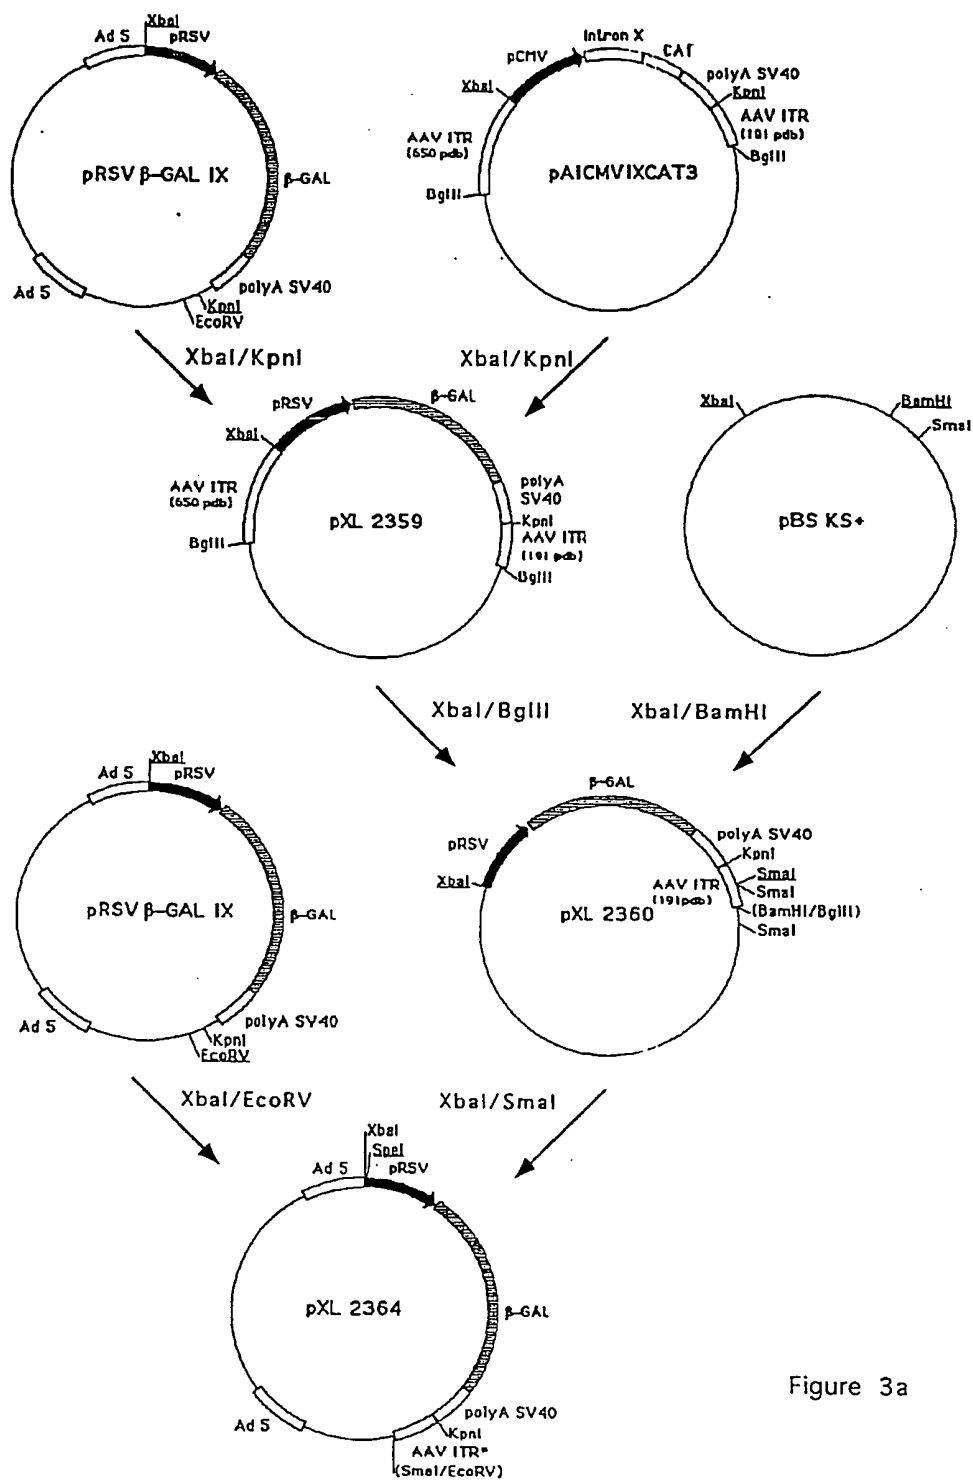 XbaI
Ad 5
pRSV
pRSV β-GAL IX
β-GAL
Ad 5
polyA SV40
KpnI
EcoRV
Intron X
pCMV
CAT
polyA SV40
XbaI
KpnI
AAV ITR
(650 pdb)
AAV ITR
(191 pdb)
pAICMVIXCAT3
BglII
BglII
XbaI/KpnI
XbaI/KpnI
pRSV
β-GAL
XbaI
AAV ITR
(650 pdb)
polyA
SV40
pXL 2359
KpnI
AAV ITR
(191 pdb)
BglII
BglII
XbaI
BamHI
SmaI
pBS KS+
XbaI/BglII
XbaI/BamHI
XbaI
Ad 5
pRSV
pRSV β-GAL IX
β-GAL
Ad 5
polyA SV40
KpnI
EcoRV
β-GAL
pRSV
polyA SV40
KpnI
XbaI
AAV ITR
(191pdb)
SmaI
SmaI
pXL 2360
(BamHI/BglII)
SmaI
XbaI/EcoRV
XbaI/SmaI
XbaI
SpeI
Ad 5
pRSV
pXL 2364
β-GAL
Ad 5
polyA SV40
KpnI
AAV ITR*
(SmaI/EcoRV)
Figure 3a